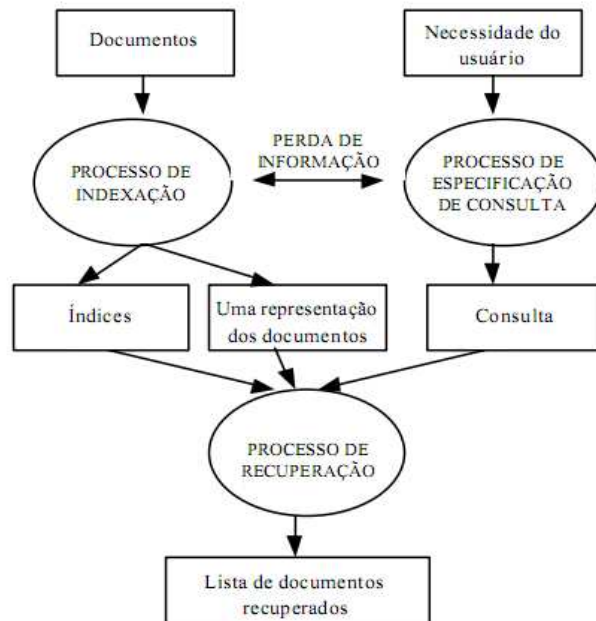 Documentos
Necessidade do
usuário
PERDA DE
INFORMAÇÃO
PROCESSO DE
INDEXAÇÃO
PROCESSO DE
ESPECIFICAÇÃO
DE CONSULTA
Índices
Uma representação
dos documentos
Consulta
PROCESSO DE
RECUPERAÇÃO
Lista de documentos
recuperados